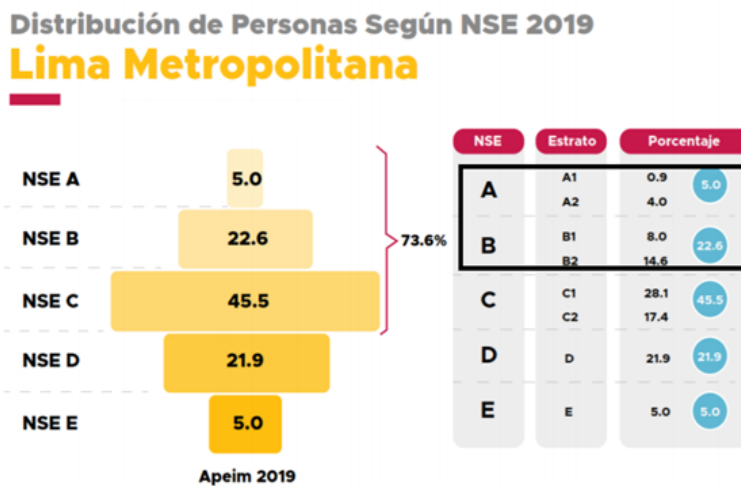 Distribución de Personas Según NSE 2019
Lima Metropolitana
NSE A 5.0
NSE B 22.6
NSE C 45.5
NSE D 21.9
NSE E 5.0
73.6%
Apeim 2019
NSE Estrato Porcentaje
A A1 0.9 5.0
A2 4.0
B B1 8.0 22.6
B2 14.6
C C1 28.1 45.5
C2 17.4
D D 21.9 21.9
E E 5.0 5.0